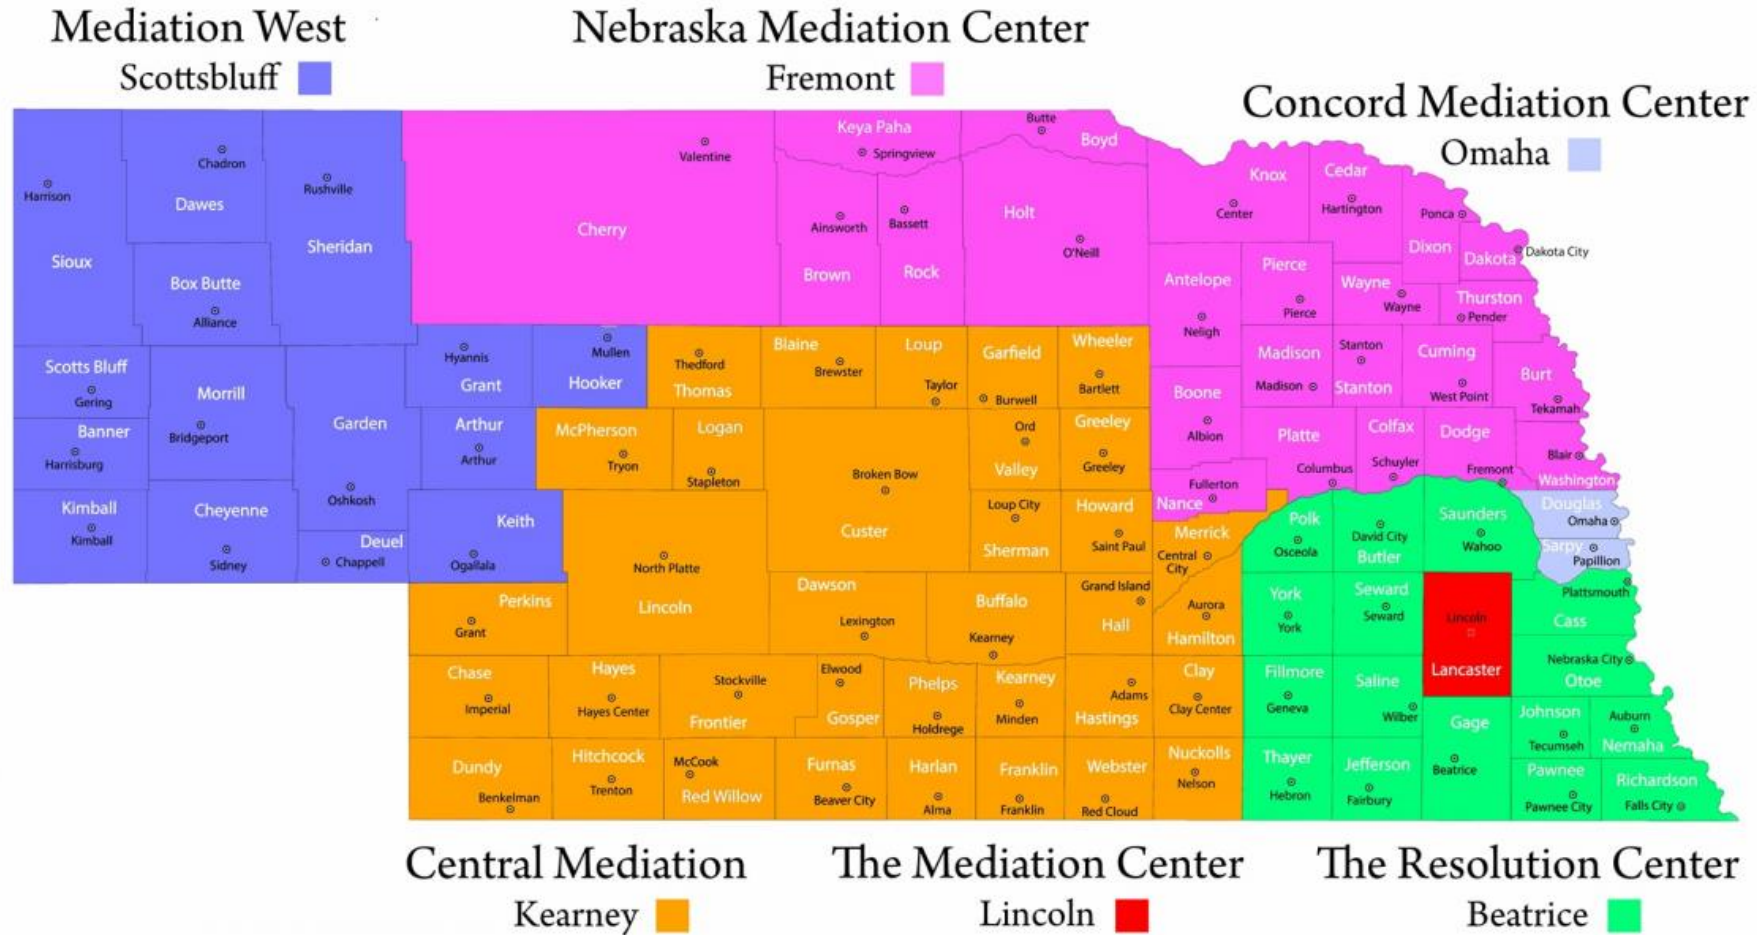 Mediation West
Scottsbluff
Nebraska Mediation Center
Fremont
Concord Mediation Center
Omaha
Harrison
Sioux
Chadron
Dawes
Rushville
Sheridan
Box Butte
Alliance
Scotts Bluff
Gering
Banner
Harrisburg
Morrill
Bridgeport
Garden
Oshkosh
Kimball
Kimball
Cheyenne
Sidney
Deuel
Chappell
Hyannis
Grant
Mullen
Hooker
Arthur
Arthur
Keith
Ogallala
Valentine
Cherry
Keya Paha
Springview
Butte
Boyd
Ainsworth
Brown
Bassett
Rock
Holt
O'Neill
Knox
Center
Cedar
Hartington
Ponca
Dixon
Dakota
Dakota City
Antelope
Neligh
Pierce
Pierce
Wayne
Wayne
Thurston
Pender
Madison
Madison
Stanton
Stanton
Cuming
West Point
Burt
Tekamah
Boone
Albion
Platte
Columbus
Colfax
Schuyler
Dodge
Fremont
Blair
Washington
Fullerton
Nance
Thedford
Thomas
Blaine
Brewster
Loup
Taylor
Garfield
Burwell
Wheeler
Bartlett
McPherson
Tryon
Logan
Stapleton
Broken Bow
Custer
Ord
Valley
Greeley
Greeley
Loup City
Sherman
Howard
Saint Paul
Merrick
Central
City
North Platte
Lincoln
Perkins
Grant
Dawson
Lexington
Buffalo
Kearney
Grand Island
Hall
Aurora
Hamilton
Chase
Imperial
Hayes
Hayes Center
Stockville
Frontier
Elwood
Gosper
Phelps
Holdrege
Kearney
Minden
Adams
Hastings
Clay
Clay Center
Dundy
Benkelman
Hitchcock
Trenton
McCook
Red Willow
Furnas
Beaver City
Harlan
Alma
Franklin
Franklin
Webster
Red Cloud
Nuckolls
Nelson
Polk
Osceola
David City
Butler
Saunders
Wahoo
Douglas
Omaha
Sarpy
Papillion
York
York
Seward
Seward
Lincoln
Lancaster
Plattsmouth
Cass
Nebraska City
Otoe
Fillmore
Geneva
Saline
Wilber
Gage
Beatrice
Johnson
Tecumseh
Auburn
Nemaha
Thayer
Hebron
Jefferson
Fairbury
Pawnee
Pawnee City
Richardson
Falls City
Central Mediation
Kearney
The Mediation Center
Lincoln
The Resolution Center
Beatrice